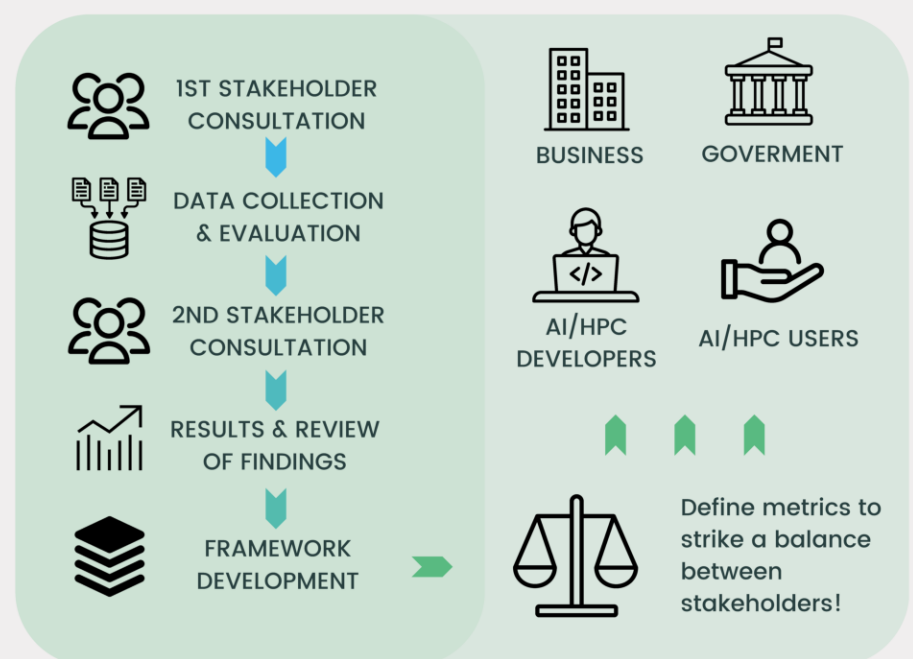 1ST STAKEHOLDER
CONSULTATION
DATA COLLECTION
& EVALUATION
2ND STAKEHOLDER
CONSULTATION
RESULTS & REVIEW
OF FINDINGS
FRAMEWORK
DEVELOPMENT
BUSINESS
GOVERMENT
</>
AI/HPC
DEVELOPERS
AI/HPC USERS
Define metrics to
strike a balance
between
stakeholders!